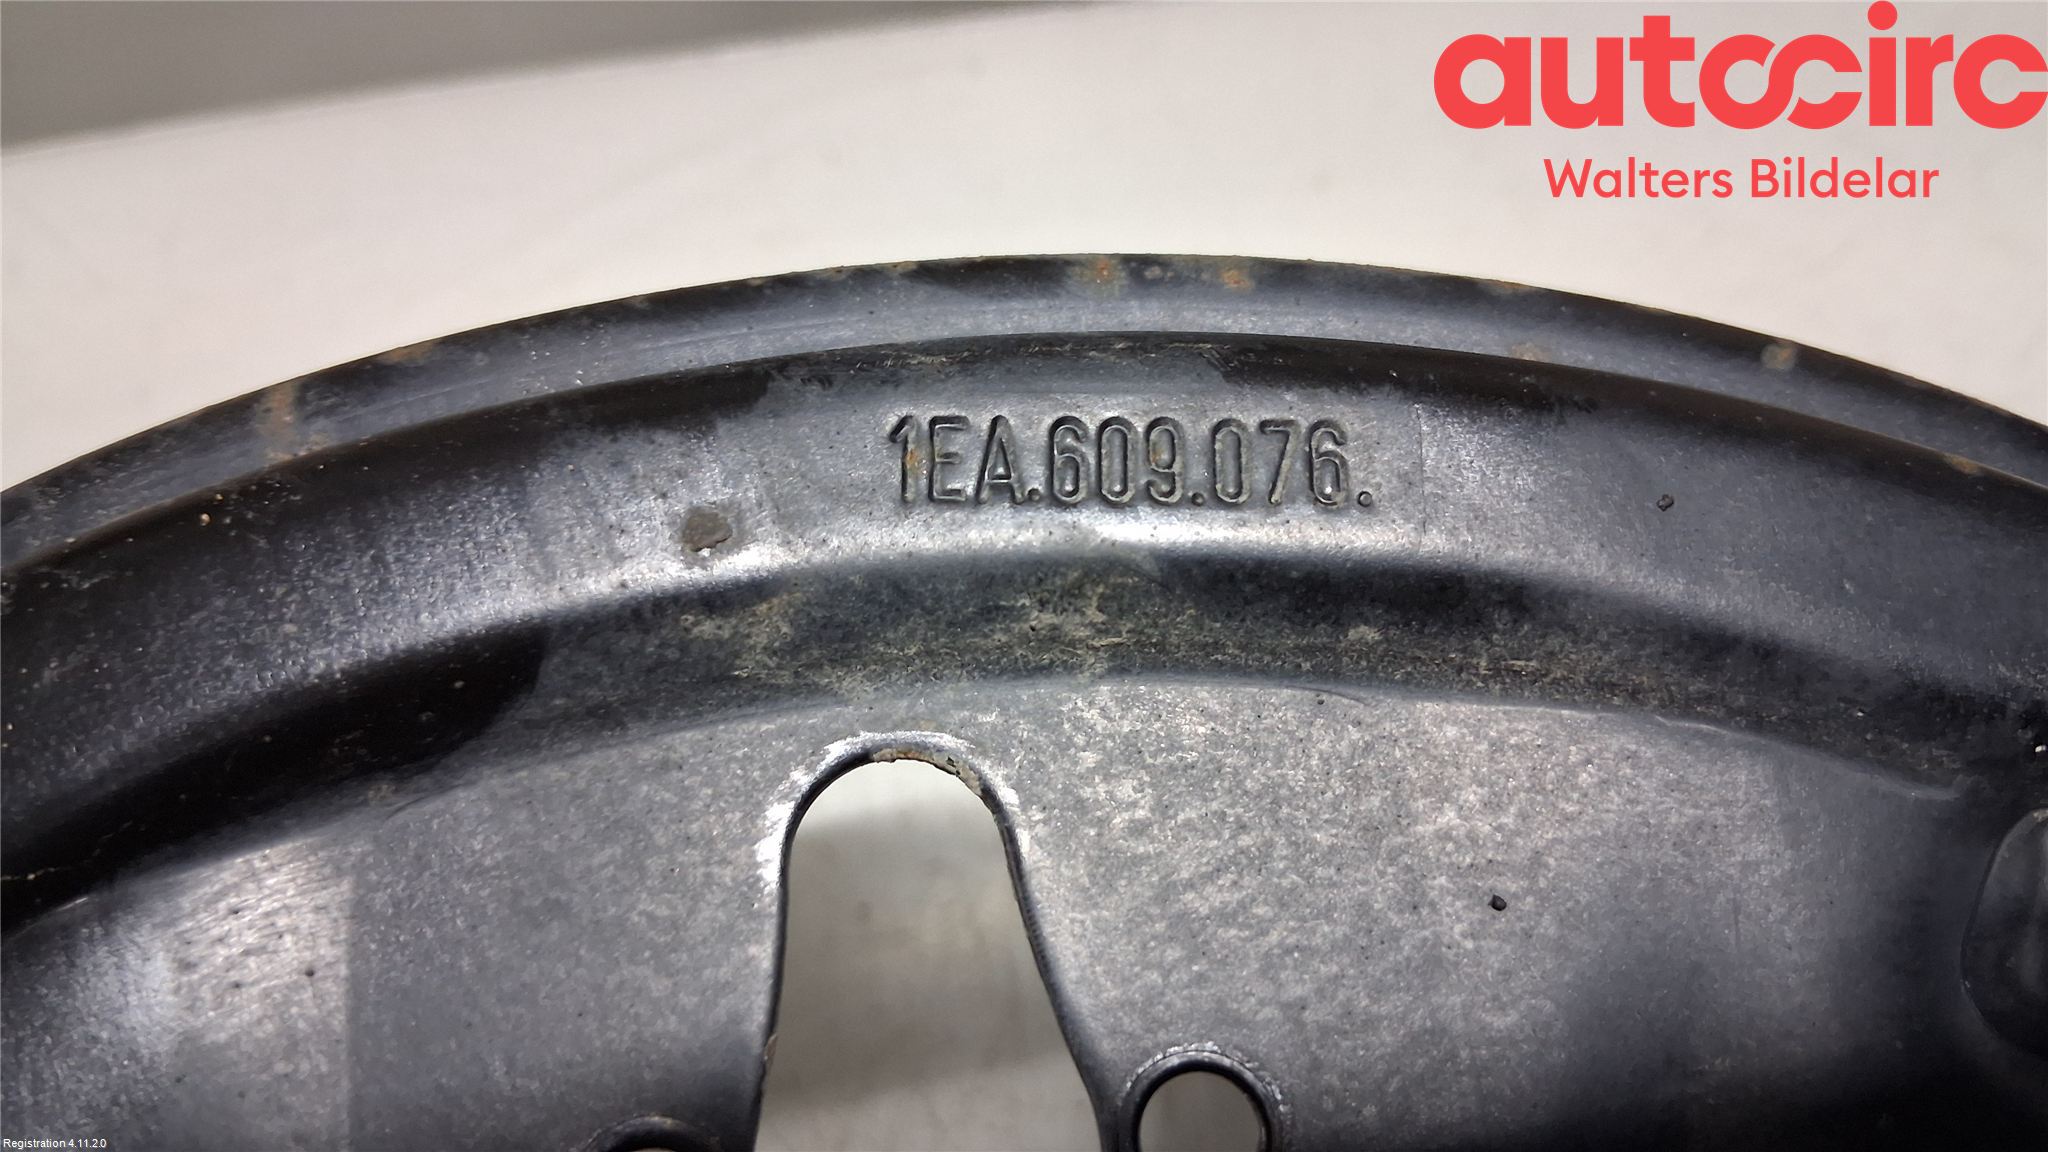 autocirc
Walters Bildelar
1EA.609.076.
Registration 4.11.2.0